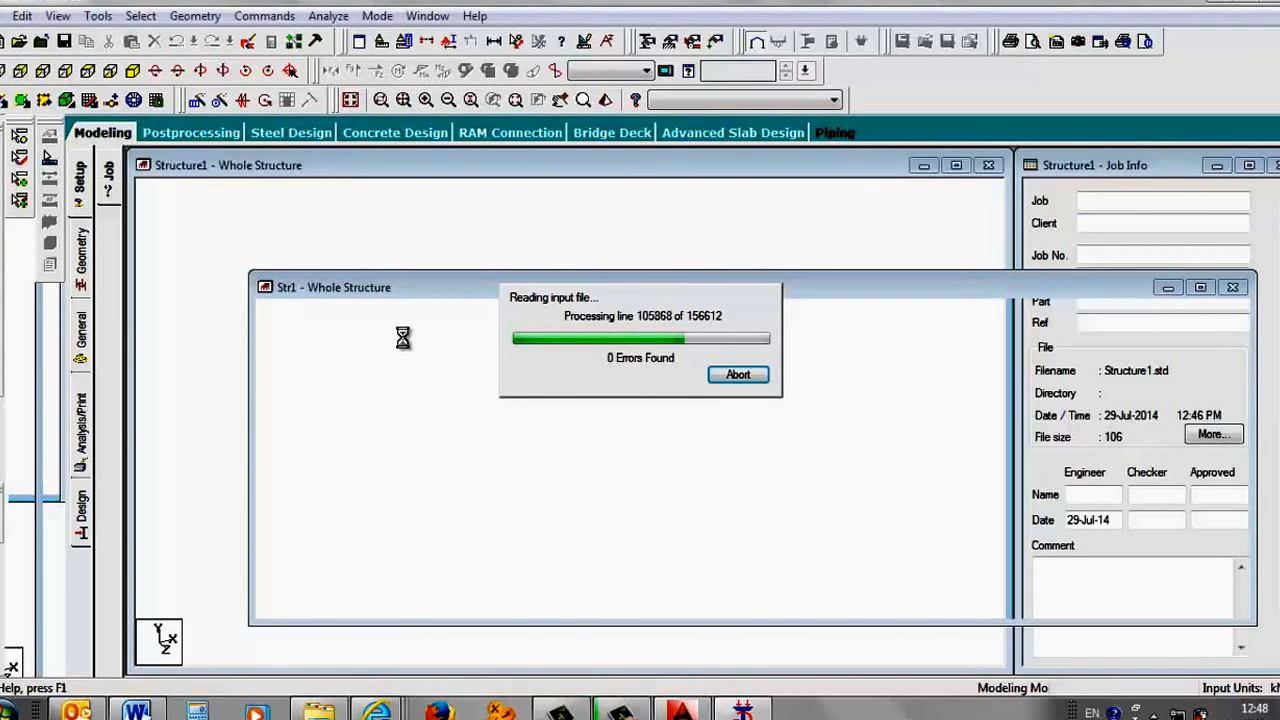 Edit View Tools Select Geometry Commands Analyze Mode Window Help
Modeling Postprocessing Steel Design Concrete Design RAM Connection Bridge Deck Advanced Slab Design Piping
Setup
Geometry
General
Analysis/Print
Design
Job
Structure1 - Whole Structure
Structure1 - Job Info
Job
Client
Job No.
Part
Ref
File
Filename : Structure1.std
Directory :
Date / Time : 29-Jul-2014 12:46 PM
File size : 106 More...
Engineer Checker Approved
Name
Date 29-Jul-14
Comment
Str1 - Whole Structure
Reading input file...
Processing line 105868 of 156612
0 Errors Found
Abort
Y
X
Z
Help, press F1
Modeling Mo
Input Units:
EN
12:48